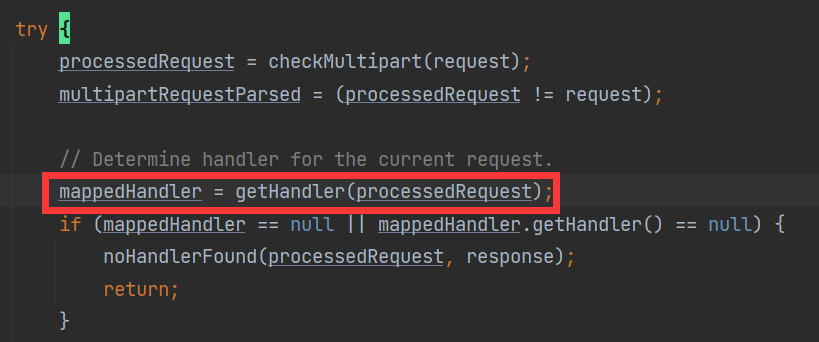 try {
processedRequest = checkMultipart(request);
multipartRequestParsed = (processedRequest != request);
// Determine handler for the current request.
mappedHandler = getHandler(processedRequest);
if (mappedHandler == null || mappedHandler.getHandler() == null) {
noHandlerFound(processedRequest, response);
return;
}